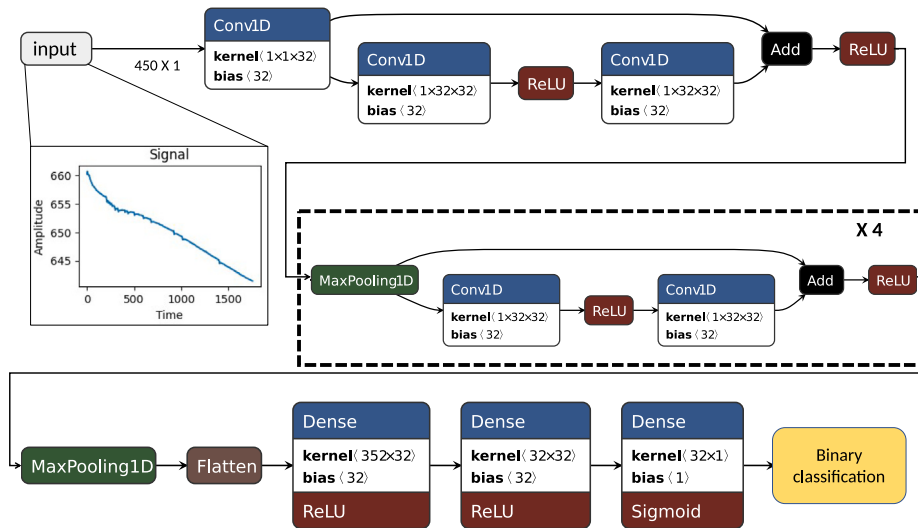 input
450 X 1
Conv1D
kernel⟨1×1×32⟩
bias⟨32⟩
Conv1D
kernel⟨1×32×32⟩
bias⟨32⟩
ReLU
Conv1D
kernel⟨1×32×32⟩
bias⟨32⟩
Add
ReLU
Signal
660
655
650
645
Amplitude
0
500
1000
1500
Time
X 4
MaxPooling1D
Conv1D
kernel⟨1×32×32⟩
bias⟨32⟩
ReLU
Conv1D
kernel⟨1×32×32⟩
bias⟨32⟩
Add
ReLU
MaxPooling1D
Flatten
Dense
kernel⟨352×32⟩
bias⟨32⟩
ReLU
Dense
kernel⟨32×32⟩
bias⟨32⟩
ReLU
Dense
kernel⟨32×1⟩
bias⟨1⟩
Sigmoid
Binary
classification